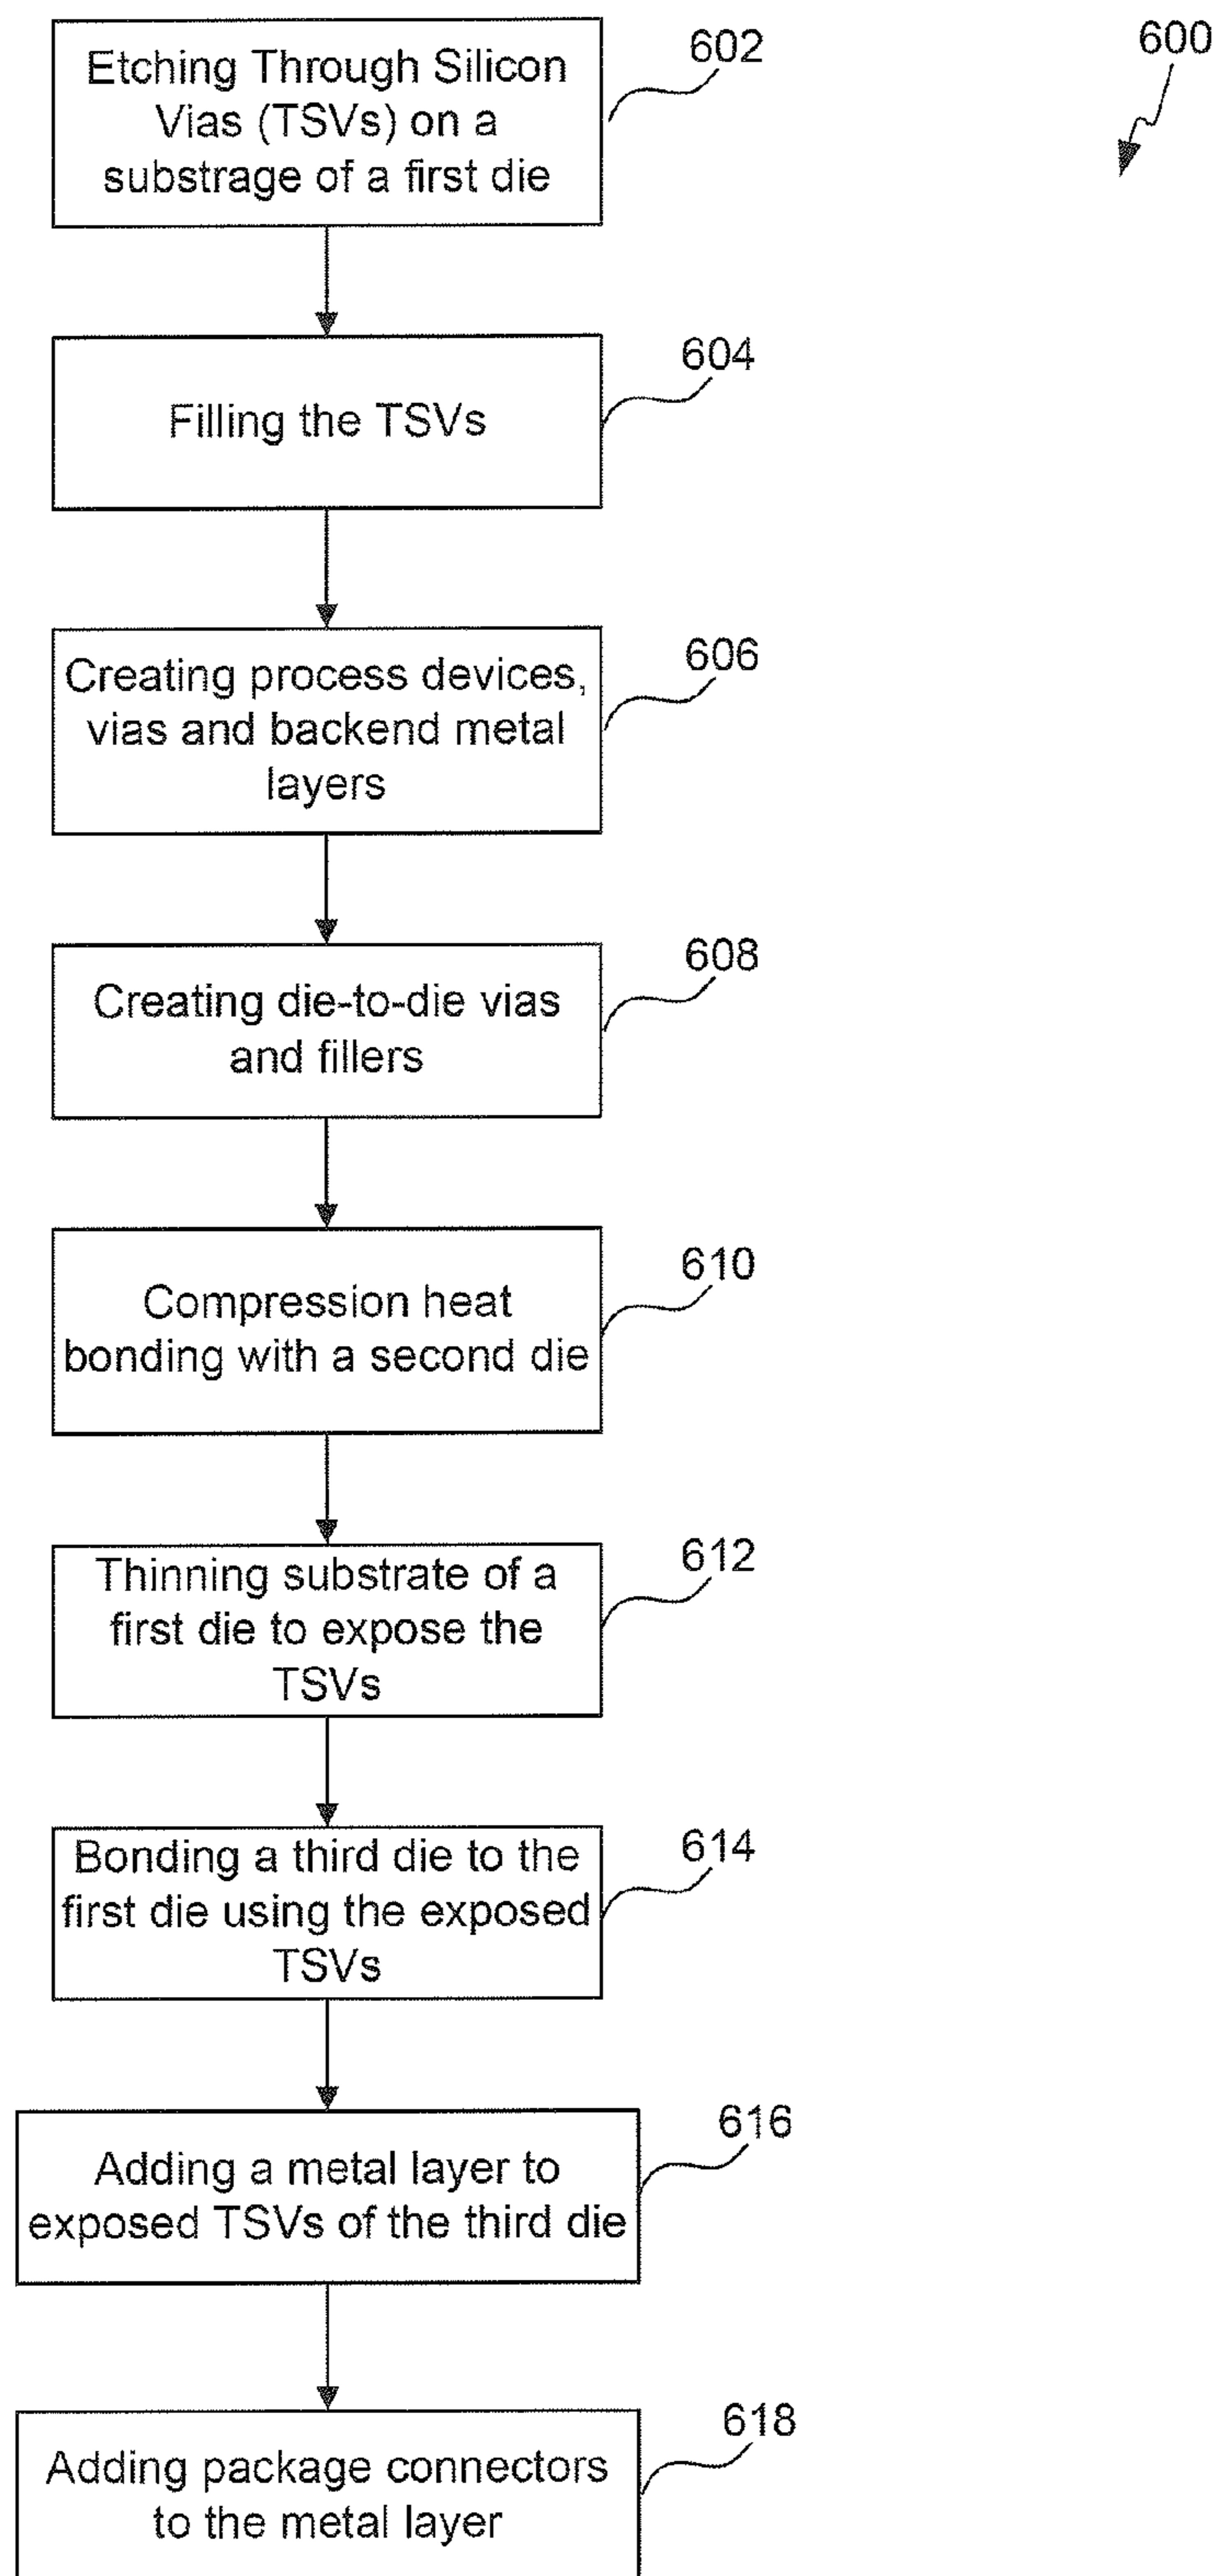 600
Etching Through Silicon
Vias (TSVs) on a
substrage of a first die
602
Filling the TSVs
604
Creating process devices,
vias and backend metal
layers
606
Creating die-to-die vias
and fillers
608
Compression heat
bonding with a second die
610
Thinning substrate of a
first die to expose the
TSVs
612
Bonding a third die to the
first die using the exposed
TSVs
614
Adding a metal layer to
exposed TSVs of the third die
616
Adding package connectors
to the metal layer
618